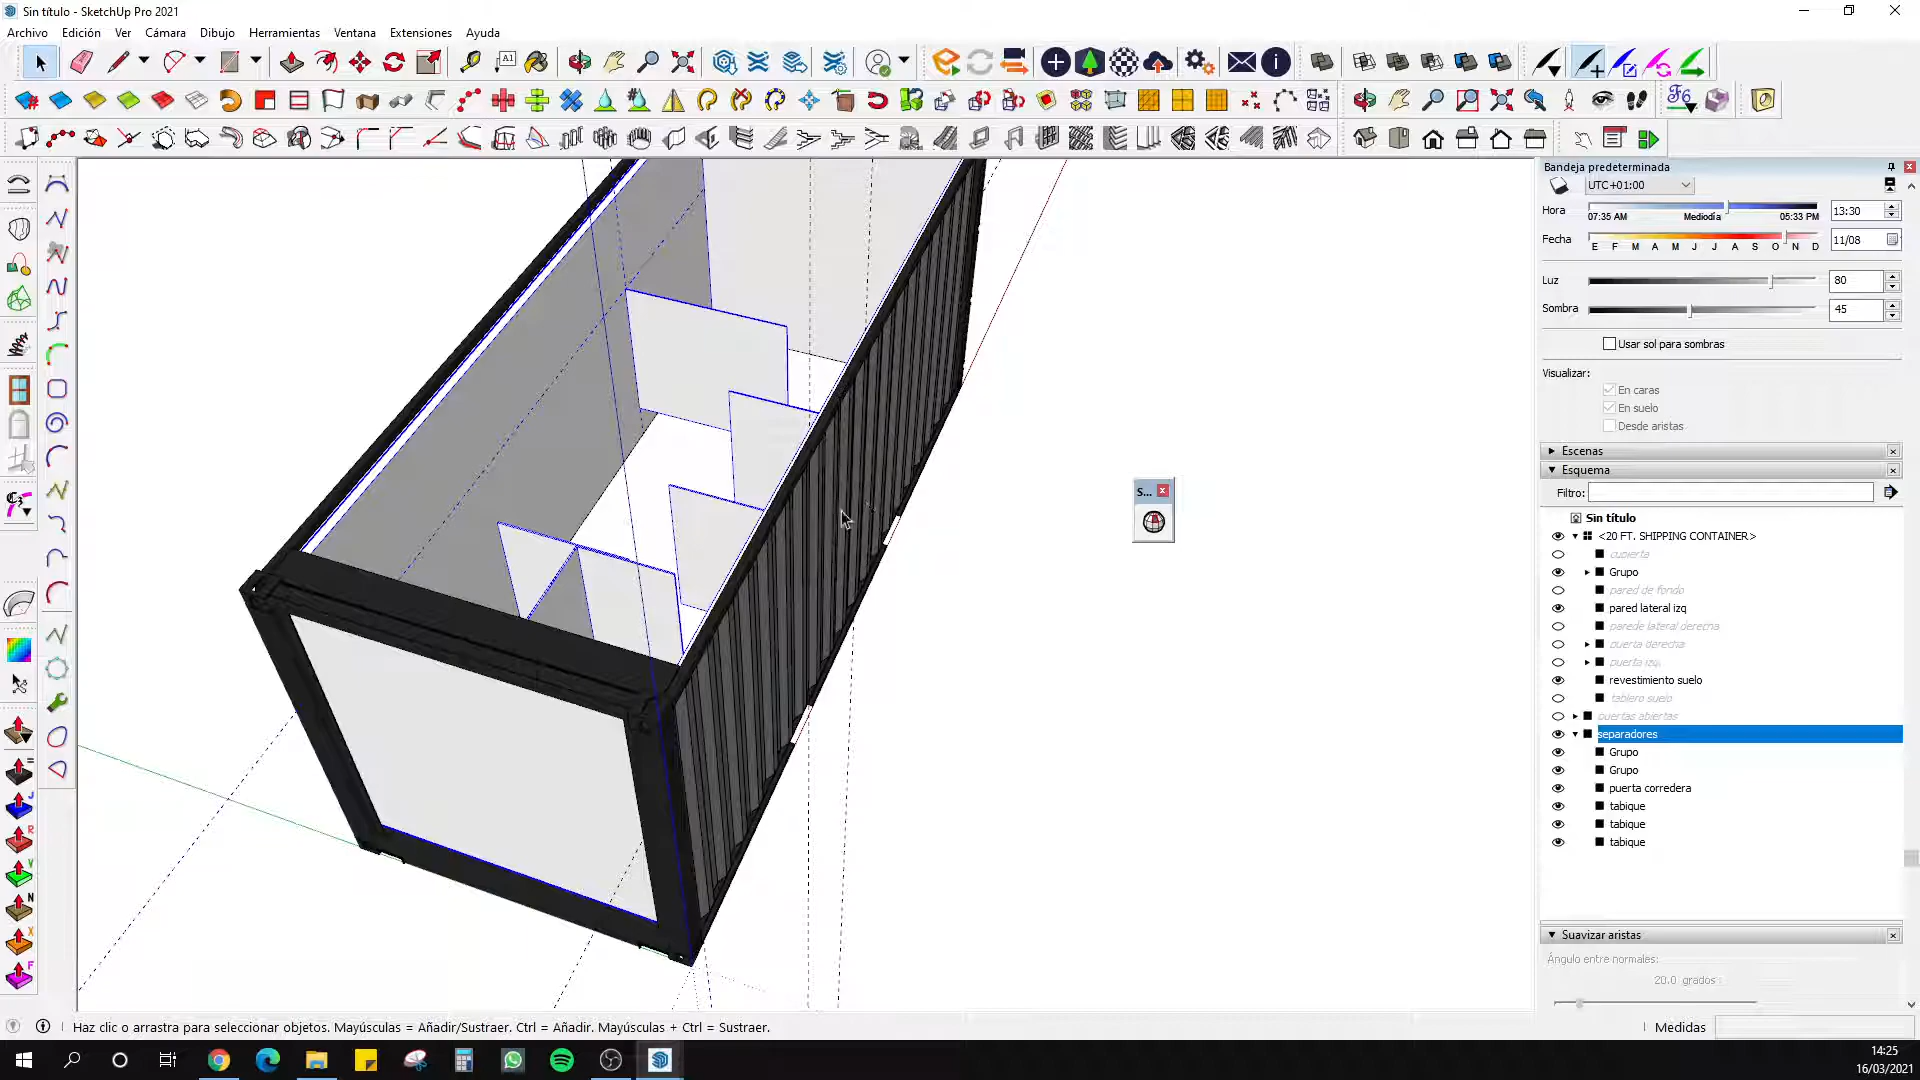 Sin título - SketchUp Pro 2021
Archivo Edición Ver Cámara Dibujo Herramientas Ventana Extensiones Ayuda
A1
Bandeja predeterminada
UTC+01:00
Hora
07:35 AM Mediodía 05:33 PM
13:30
Fecha
E F M A M J J A S O N D
11/08
Luz 80
Sombra 45
Usar sol para sombras
Visualizar:
En caras
En suelo
Desde aristas
Escenas
Esquema
Filtro:
S...
Sin título
<20 FT. SHIPPING CONTAINER>
cubierta
Grupo
pared de fondo
pared lateral izq
parede lateral derecha
puerta derecha
puerta izq.
revestimiento suelo
tablero suelo
puertas abiertas
separadores
Grupo
Grupo
puerta corredera
tabique
tabique
tabique
Suavizar aristas
Ángulo entre normales:
20.0 grados
Haz clic o arrastra para seleccionar objetos. Mayúsculas = Añadir/Sustraer. Ctrl = Añadir. Mayúsculas + Ctrl = Sustraer.
Medidas
14:25
16/03/2021